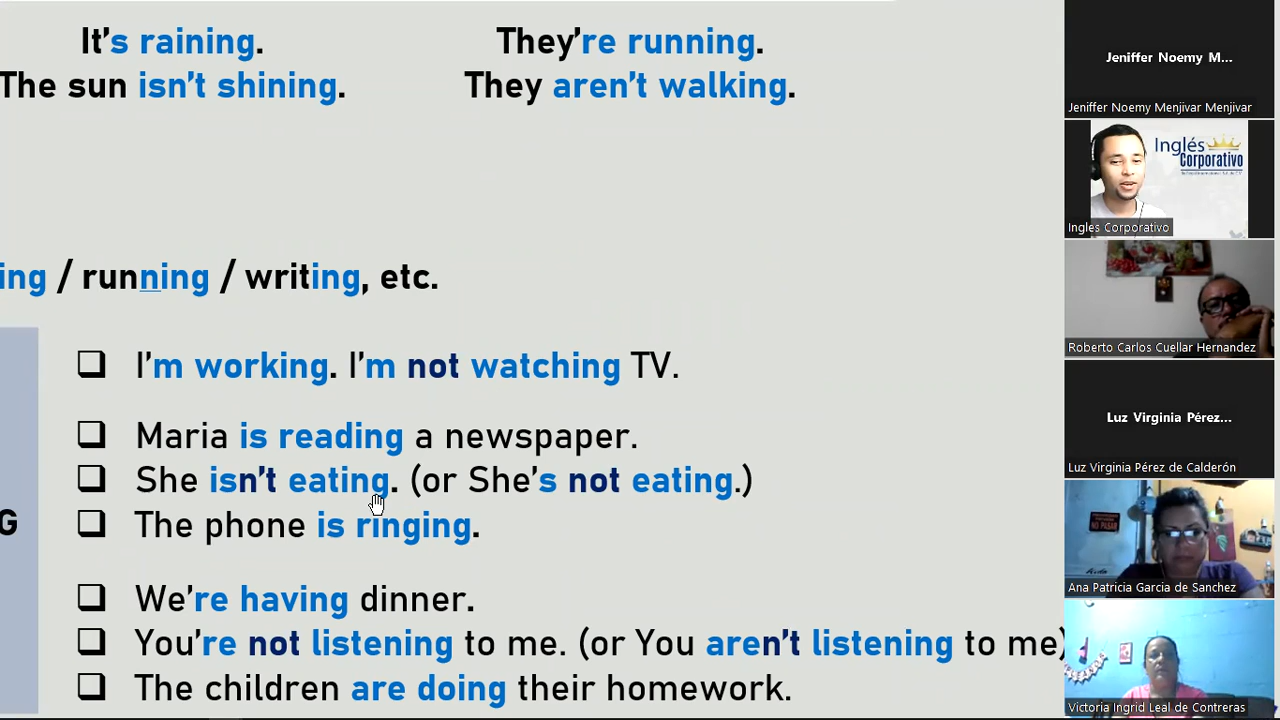 It's raining.
They're running.
The sun isn't shining.
They aren't walking.
ing / running / writing, etc.
I'm working. I'm not watching TV.
Maria is reading a newspaper.
She isn't eating. (or She's not eating.)
The phone is ringing.
G
We're having dinner.
You're not listening to me. (or You aren't listening to me)
The children are doing their homework.
Jeniffer Noemy M...
Jeniffer Noemy Menjivar Menjivar
Inglés
Corporativo
Ingles Corporativo
Roberto Carlos Cuellar Hernandez
Luz Virginia Pérez...
Luz Virginia Pérez de Calderón
NO PASAR
Ana Patricia Garcia de Sanchez
Victoria Ingrid Leal de Contreras